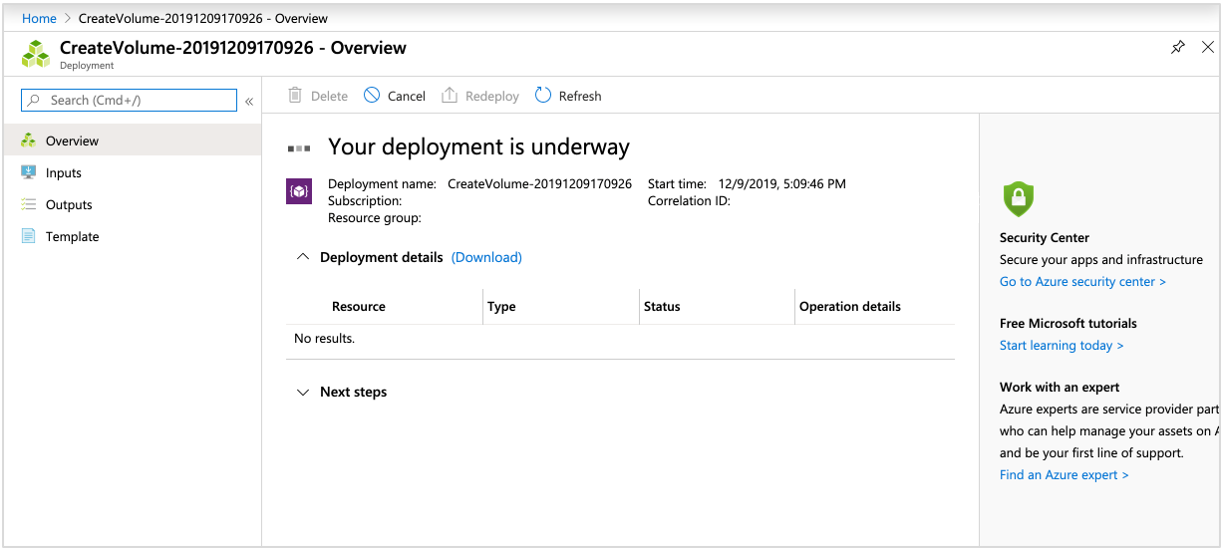 Home > CreateVolume-20191209170926 - Overview
CreateVolume-20191209170926 - Overview
Deployment
Search (Cmd+/)
«
Delete Cancel Redeploy Refresh
Overview
Inputs
Outputs
Template
Your deployment is underway
Deployment name: CreateVolume-20191209170926 Start time: 12/9/2019, 5:09:46 PM
Subscription: Correlation ID:
Resource group:
Deployment details (Download)
Resource Type Status Operation details
No results.
Next steps
Security Center
Secure your apps and infrastructure
Go to Azure security center >
Free Microsoft tutorials
Start learning today >
Work with an expert
Azure experts are service provider part
who can help manage your assets on A
and be your first line of support.
Find an Azure expert >